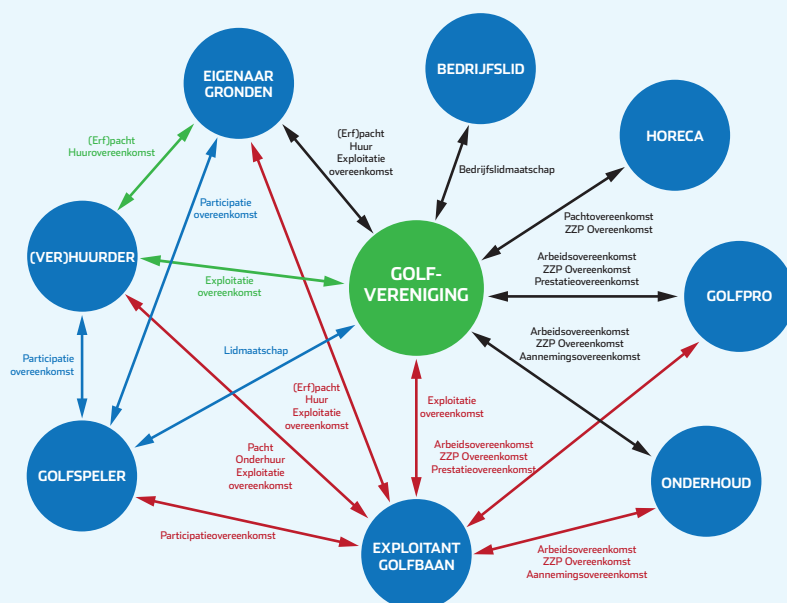 EIGENAAR
GRONDEN
BEDRIJFSLID
HORECA
(Erf)pacht
Huurovereenkomst
(Erf)pacht
Huur
Exploitatie
overeenkomst
Bedrijfslidmaatschap
Participatie
overeenkomst
Pachtovereenkomst
ZZP Overeenkomst
(VER)HUURDER
Exploitatie
overeenkomst
GOLF-
VERENIGING
Arbeidsovereenkomst
ZZP Overeenkomst
Prestatieovereenkomst
GOLFPRO
Arbeidsovereenkomst
ZZP Overeenkomst
Aannemingsovereenkomst
Participatie
overeenkomst
Lidmaatschap
(Erf)pacht
Huur
Exploitatie
overeenkomst
Exploitatie
overeenkomst
Pacht
Onderhuur
Exploitatie
overeenkomst
Arbeidsovereenkomst
ZZP Overeenkomst
Prestatieovereenkomst
GOLFSPELER
ONDERHOUD
Participatieovereenkomst
EXPLOITANT
GOLFBAAN
Arbeidsovereenkomst
ZZP Overeenkomst
Aannemingsovereenkomst